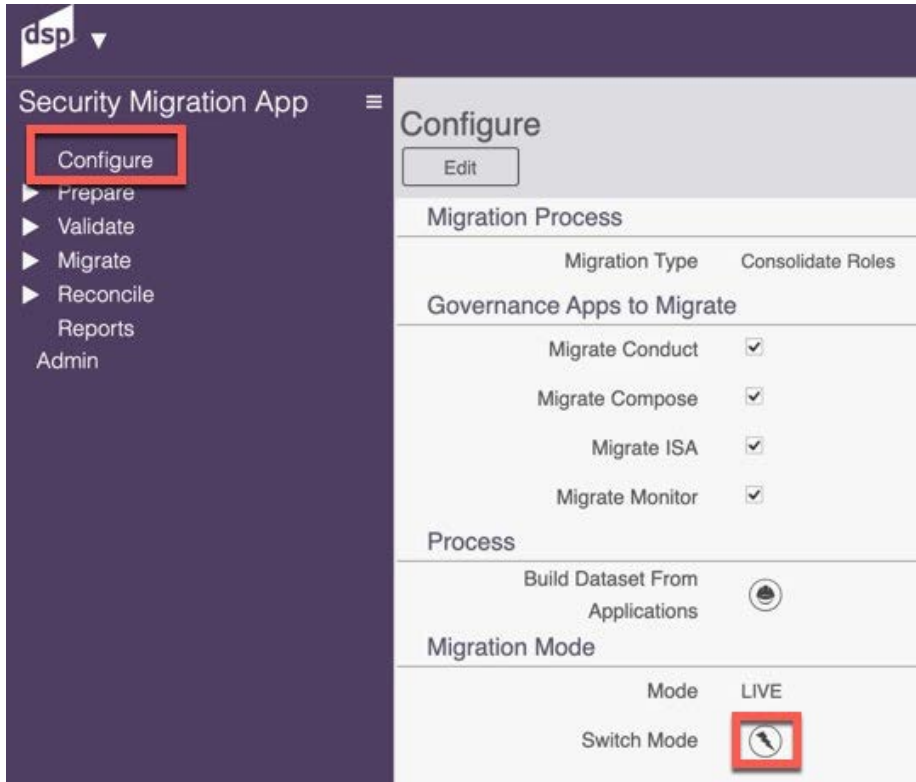 dsp
Security Migration App
Configure
Prepare
Validate
Migrate
Reconcile
Reports
Admin
Configure
Edit
Migration Process
Migration Type Consolidate Roles
Governance Apps to Migrate
Migrate Conduct
Migrate Compose
Migrate ISA
Migrate Monitor
Process
Build Dataset From
Applications
Migration Mode
Mode LIVE
Switch Mode